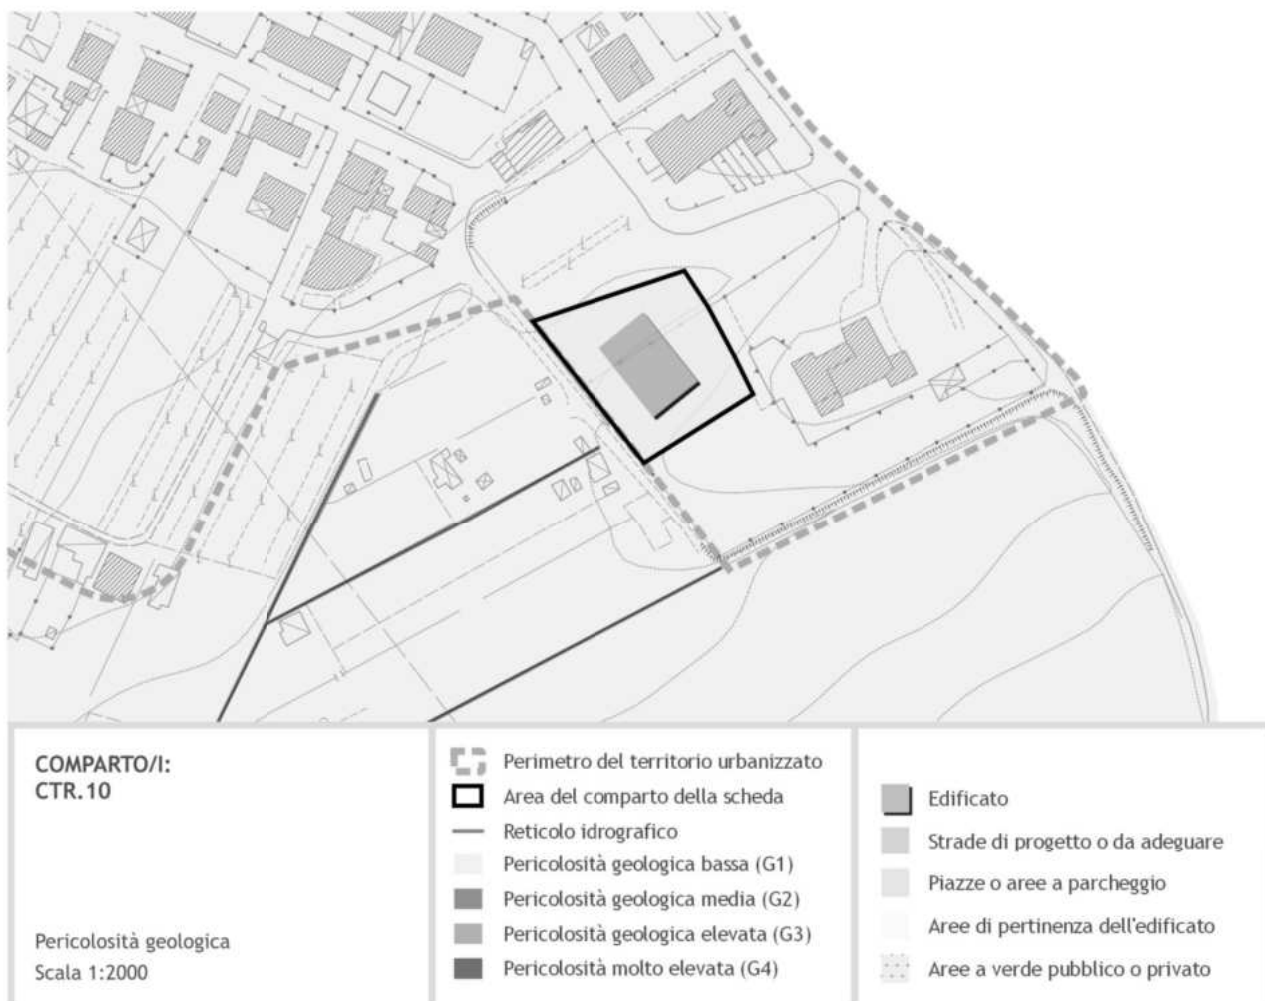 COMPARTO/I:
CTR.10
Pericolosità geologica
Scala 1:2000
Perimetro del territorio urbanizzato
Area del comparto della scheda
Reticolo idrografico
Pericolosità geologica bassa (G1)
Pericolosità geologica media (G2)
Pericolosità geologica elevata (G3)
Pericolosità molto elevata (G4)
Edificato
Strade di progetto o da adeguare
Piazze o aree a parcheggio
Aree di pertinenza dell'edificato
Aree a verde pubblico o privato